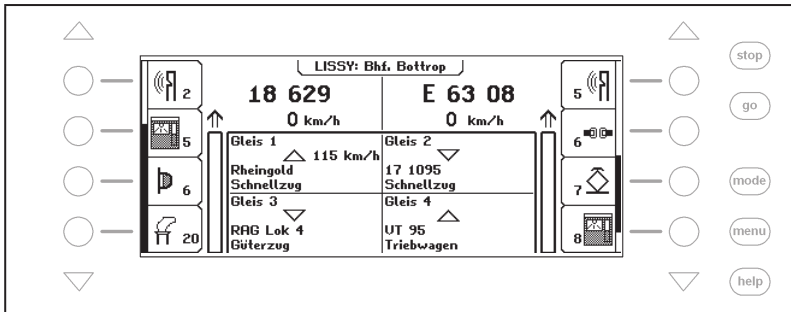 LISSY: Bhf. Bottrop
18 629
E 63 08
0 km/h
0 km/h
2
5
6
20
5
6
7
8
Gleis 1
115 km/h
Rheingold
Schnellzug
Gleis 2
17 1095
Schnellzug
Gleis 3
RAG Lok 4
Güterzug
Gleis 4
VT 95
Triebwagen
stop
go
mode
menu
help